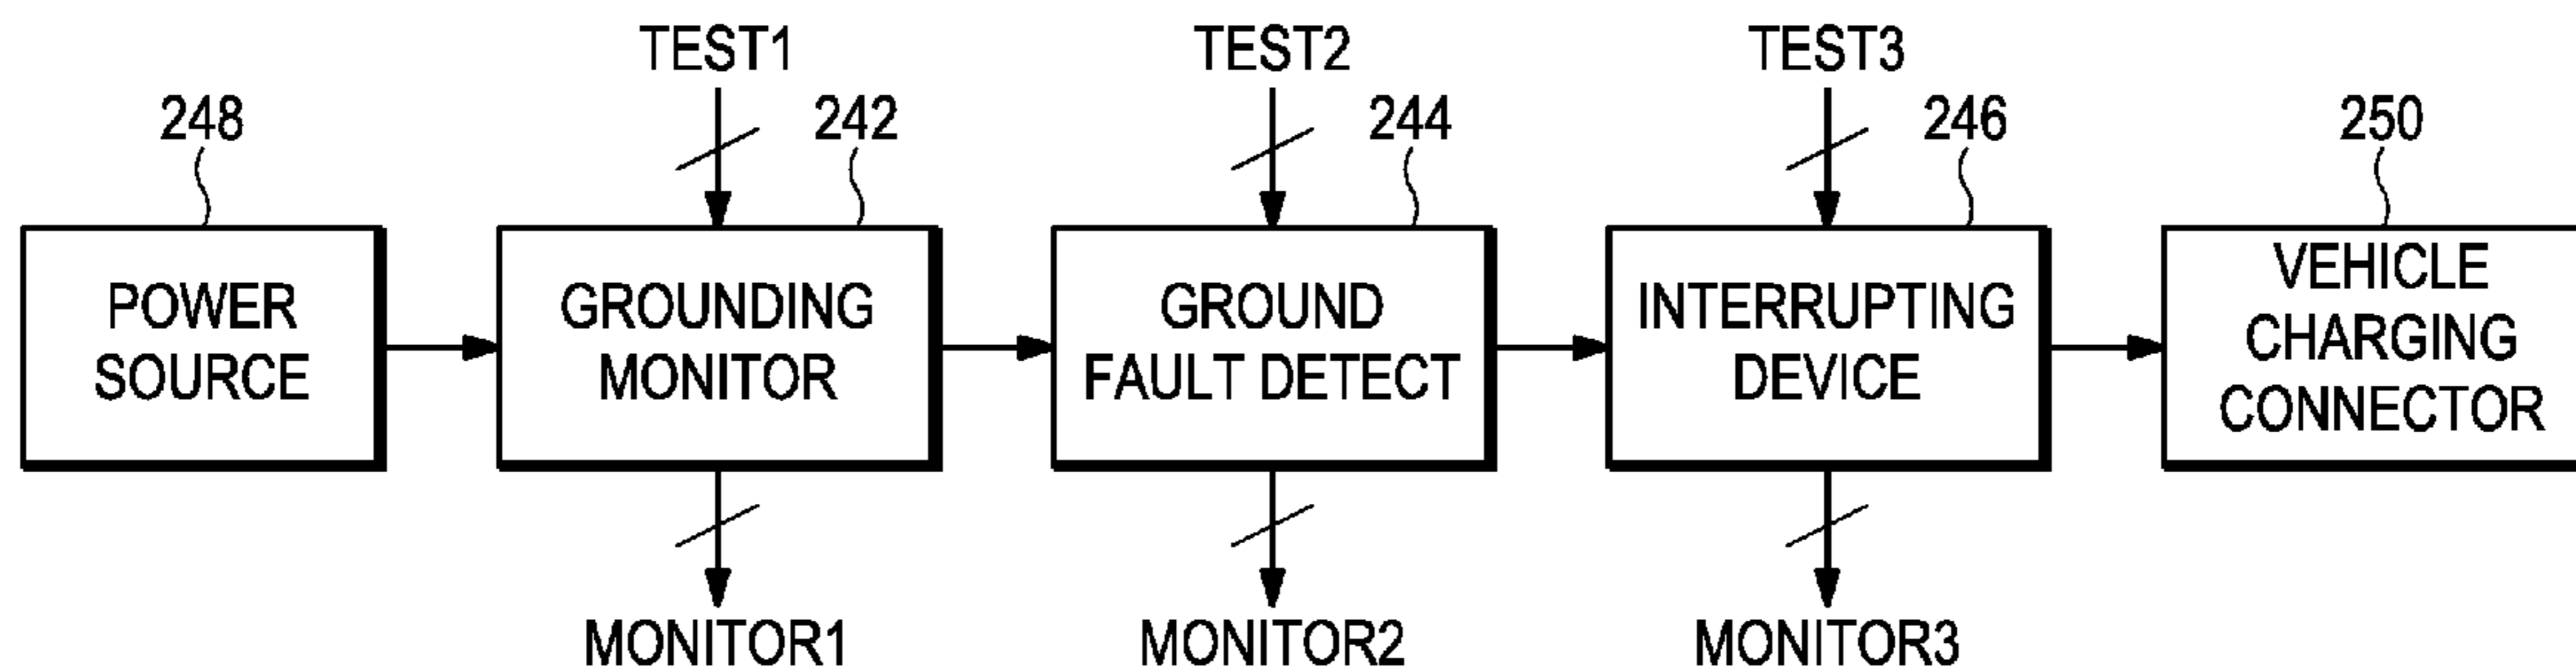 TEST1
TEST2
TEST3
248
242
244
246
250
POWER
SOURCE
GROUNDING
MONITOR
GROUND
FAULT DETECT
INTERRUPTING
DEVICE
VEHICLE
CHARGING
CONNECTOR
MONITOR1
MONITOR2
MONITOR3